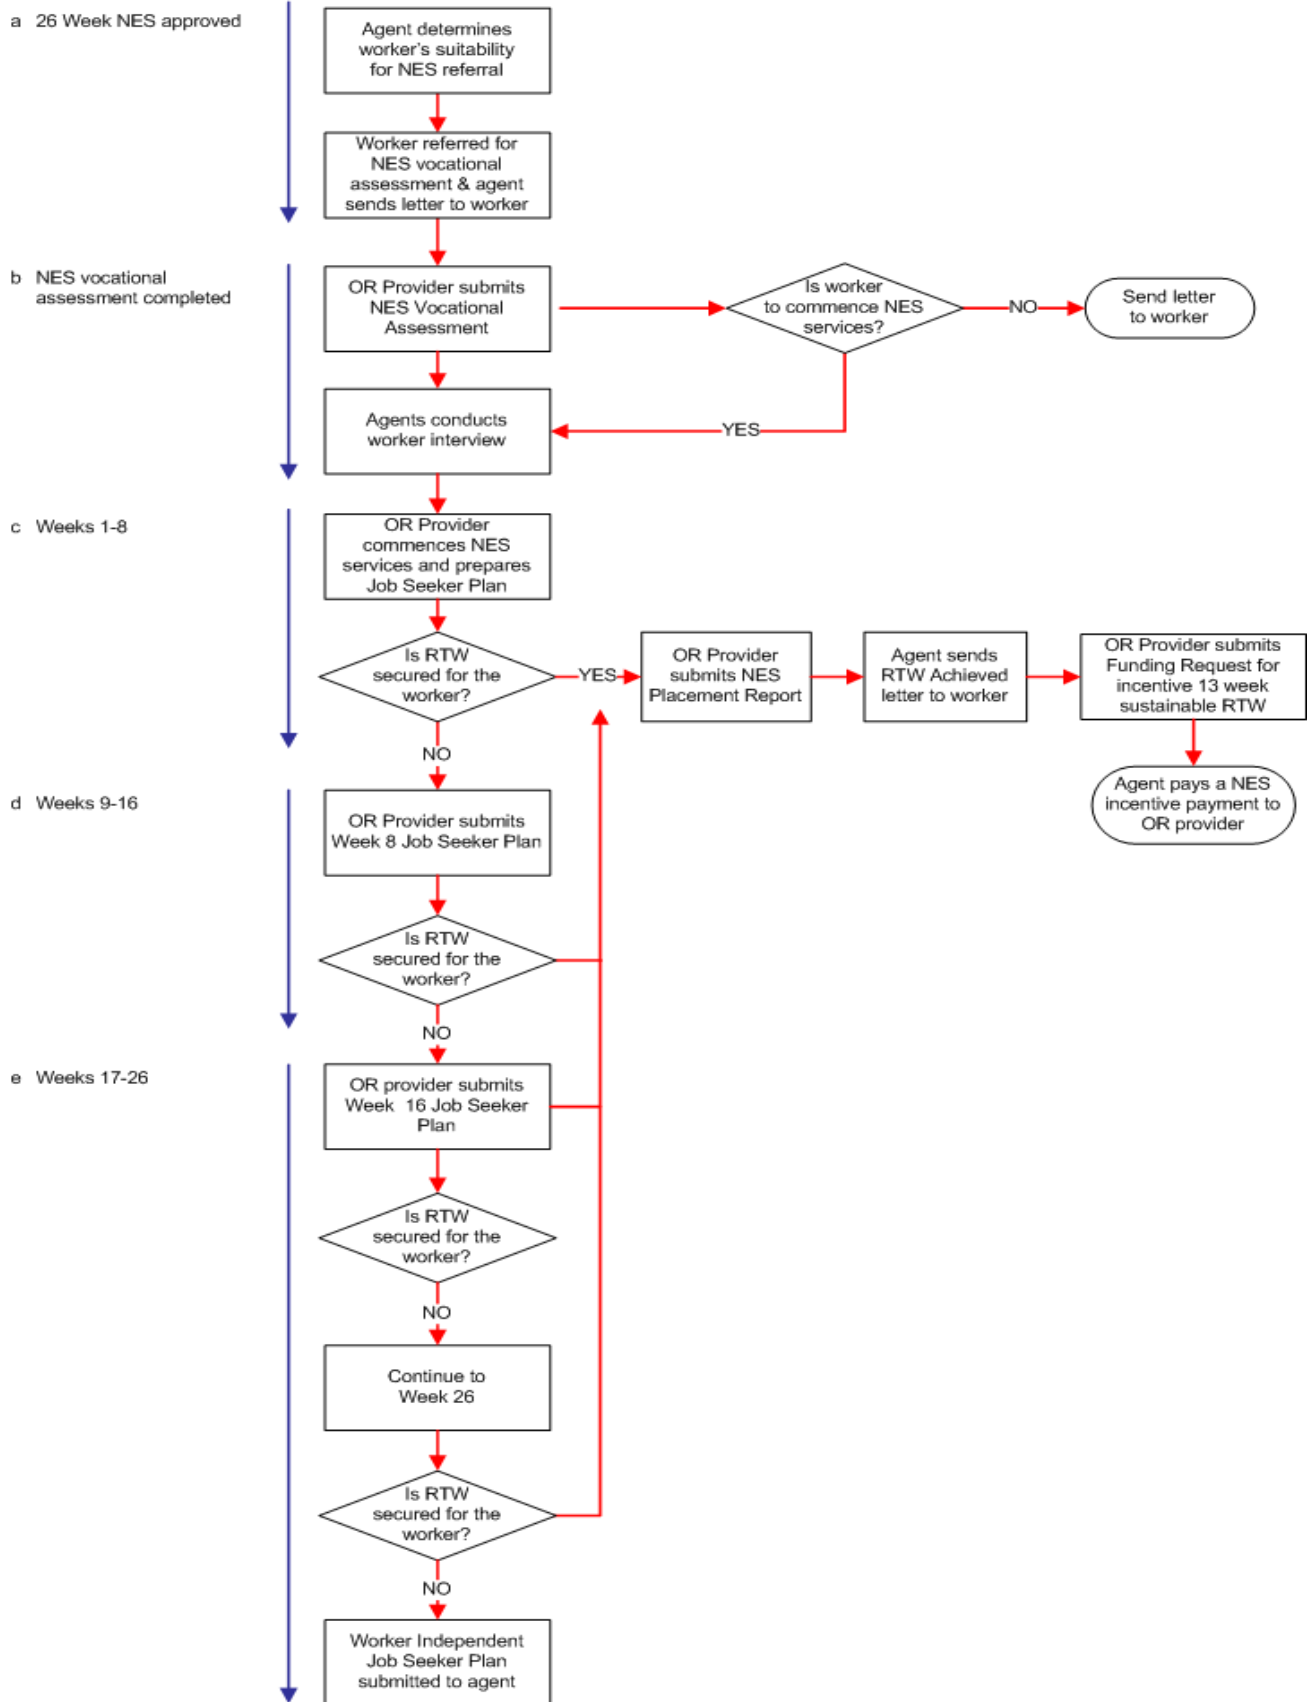 a 26 Week NES approved
Agent determines
worker's suitability
for NES referral
Worker referred for
NES vocational
assessment & agent
sends letter to worker
b NES vocational
assessment completed
OR Provider submits
NES Vocational
Assessment
Is worker
to commence NES
services?
NO
Send letter
to worker
Agents conducts
worker interview
YES
c Weeks 1-8
OR Provider
commences NES
services and prepares
Job Seeker Plan
Is RTW
secured for the
worker?
YES
OR Provider
submits NES
Placement Report
Agent sends
RTW Achieved
letter to worker
OR Provider submits
Funding Request for
incentive 13 week
sustainable RTW
NO
Agent pays a NES
incentive payment to
OR provider
d Weeks 9-16
OR Provider submits
Week 8 Job Seeker Plan
Is RTW
secured for the
worker?
NO
e Weeks 17-26
OR provider submits
Week 16 Job Seeker
Plan
Is RTW
secured for the
worker?
NO
Continue to
Week 26
Is RTW
secured for the
worker?
NO
Worker Independent
Job Seeker Plan
submitted to agent